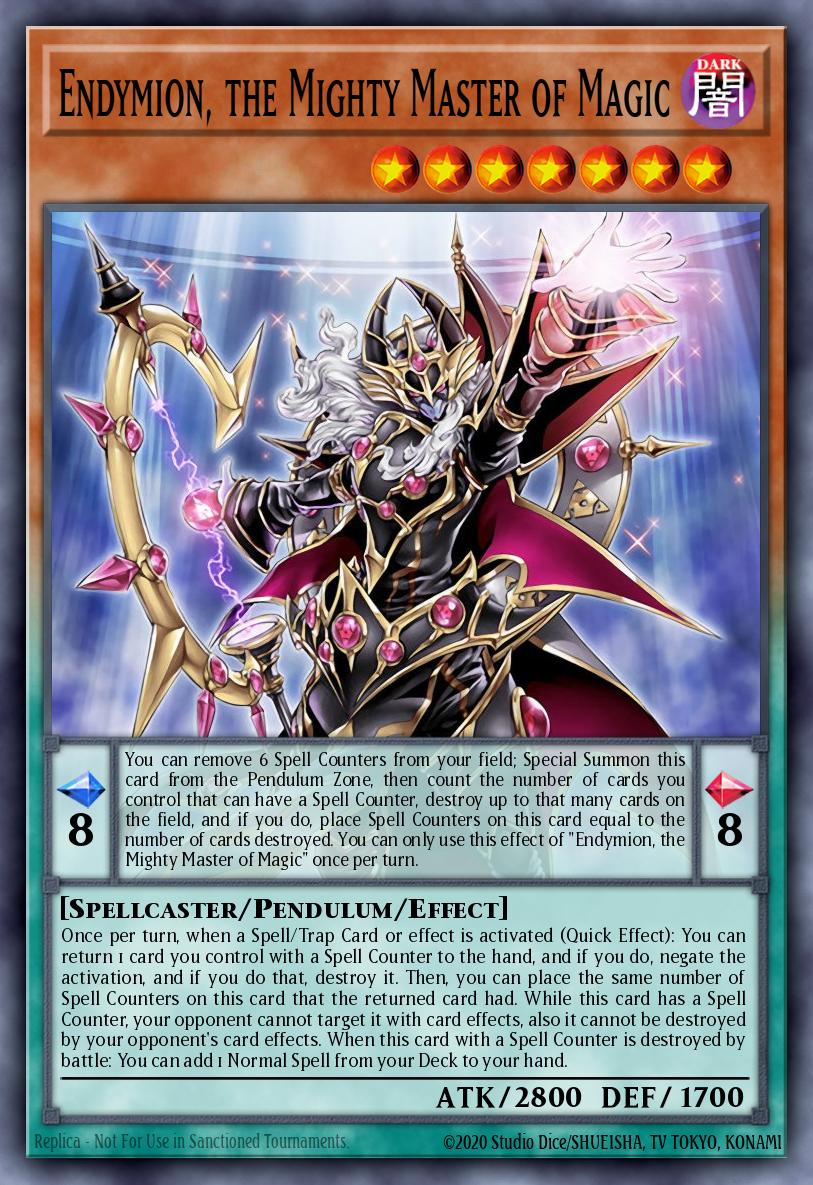 Endymion, the Mighty Master of Magic
DARK
闇
You can remove 6 Spell Counters from your field; Special Summon this
card from the Pendulum Zone, then count the number of cards you
control that can have a Spell Counter, destroy up to that many cards on
the field, and if you do, place Spell Counters on this card equal to the
number of cards destroyed. You can only use this effect of "Endymion, the
Mighty Master of Magic" once per turn.
8
8
[Spellcaster/Pendulum/Effect]
Once per turn, when a Spell/Trap Card or effect is activated (Quick Effect): You can
return 1 card you control with a Spell Counter to the hand, and if you do, negate the
activation, and if you do that, destroy it. Then, you can place the same number of
Spell Counters on this card that the returned card had. While this card has a Spell
Counter, your opponent cannot target it with card effects, also it cannot be destroyed
by your opponent's card effects. When this card with a Spell Counter is destroyed by
battle: You can add 1 Normal Spell from your Deck to your hand.
ATK/2800 DEF/1700
Replica - Not For Use in Sanctioned Tournaments.
©2020 Studio Dice/SHUEISHA, TV TOKYO, KONAMI